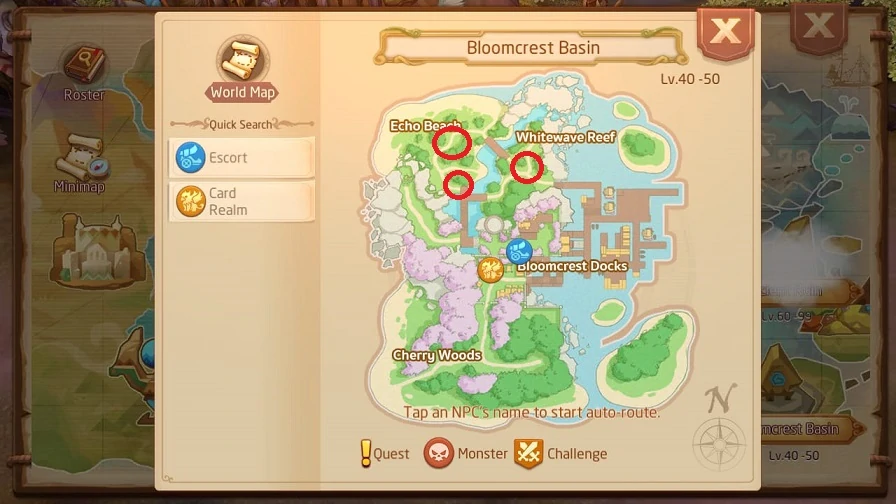 Bloomcrest Basin
Lv.40 -50
World Map
Quick Search
Escort
Card
Realm
Roster
Minimap
Echo Beach
Whitewave Reef
Bloomcrest Docks
Cherry Woods
Tap an NPC's name to start auto-route.
Quest
Monster
Challenge
N
Lv.60 -99
mcrest Basin
Lv.40 -50